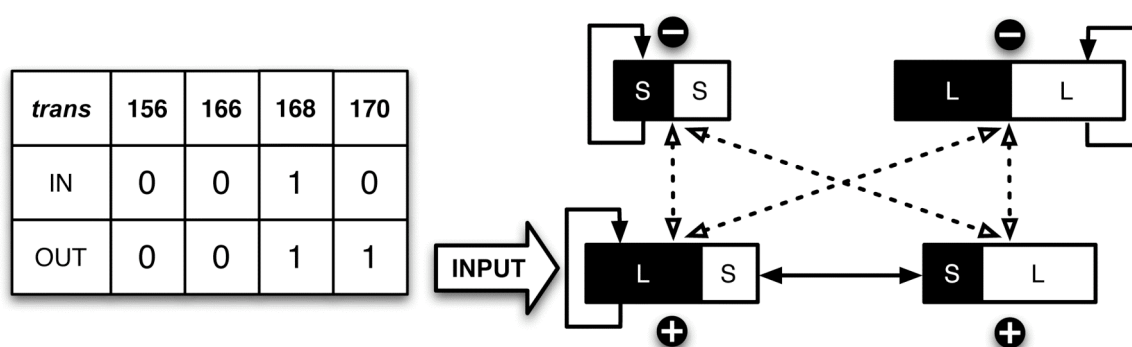 trans 156 166 168 170
IN 0 0 1 0
OUT 0 0 1 1
− −
S S L L
INPUT
L S S L
+ +